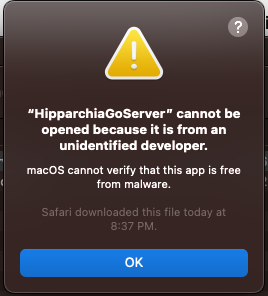 ?
“HipparchiaGoServer” cannot be
opened because it is from an
unidentified developer.
macOS cannot verify that this app is free
from malware.
Safari downloaded this file today at
8:37 PM.
OK